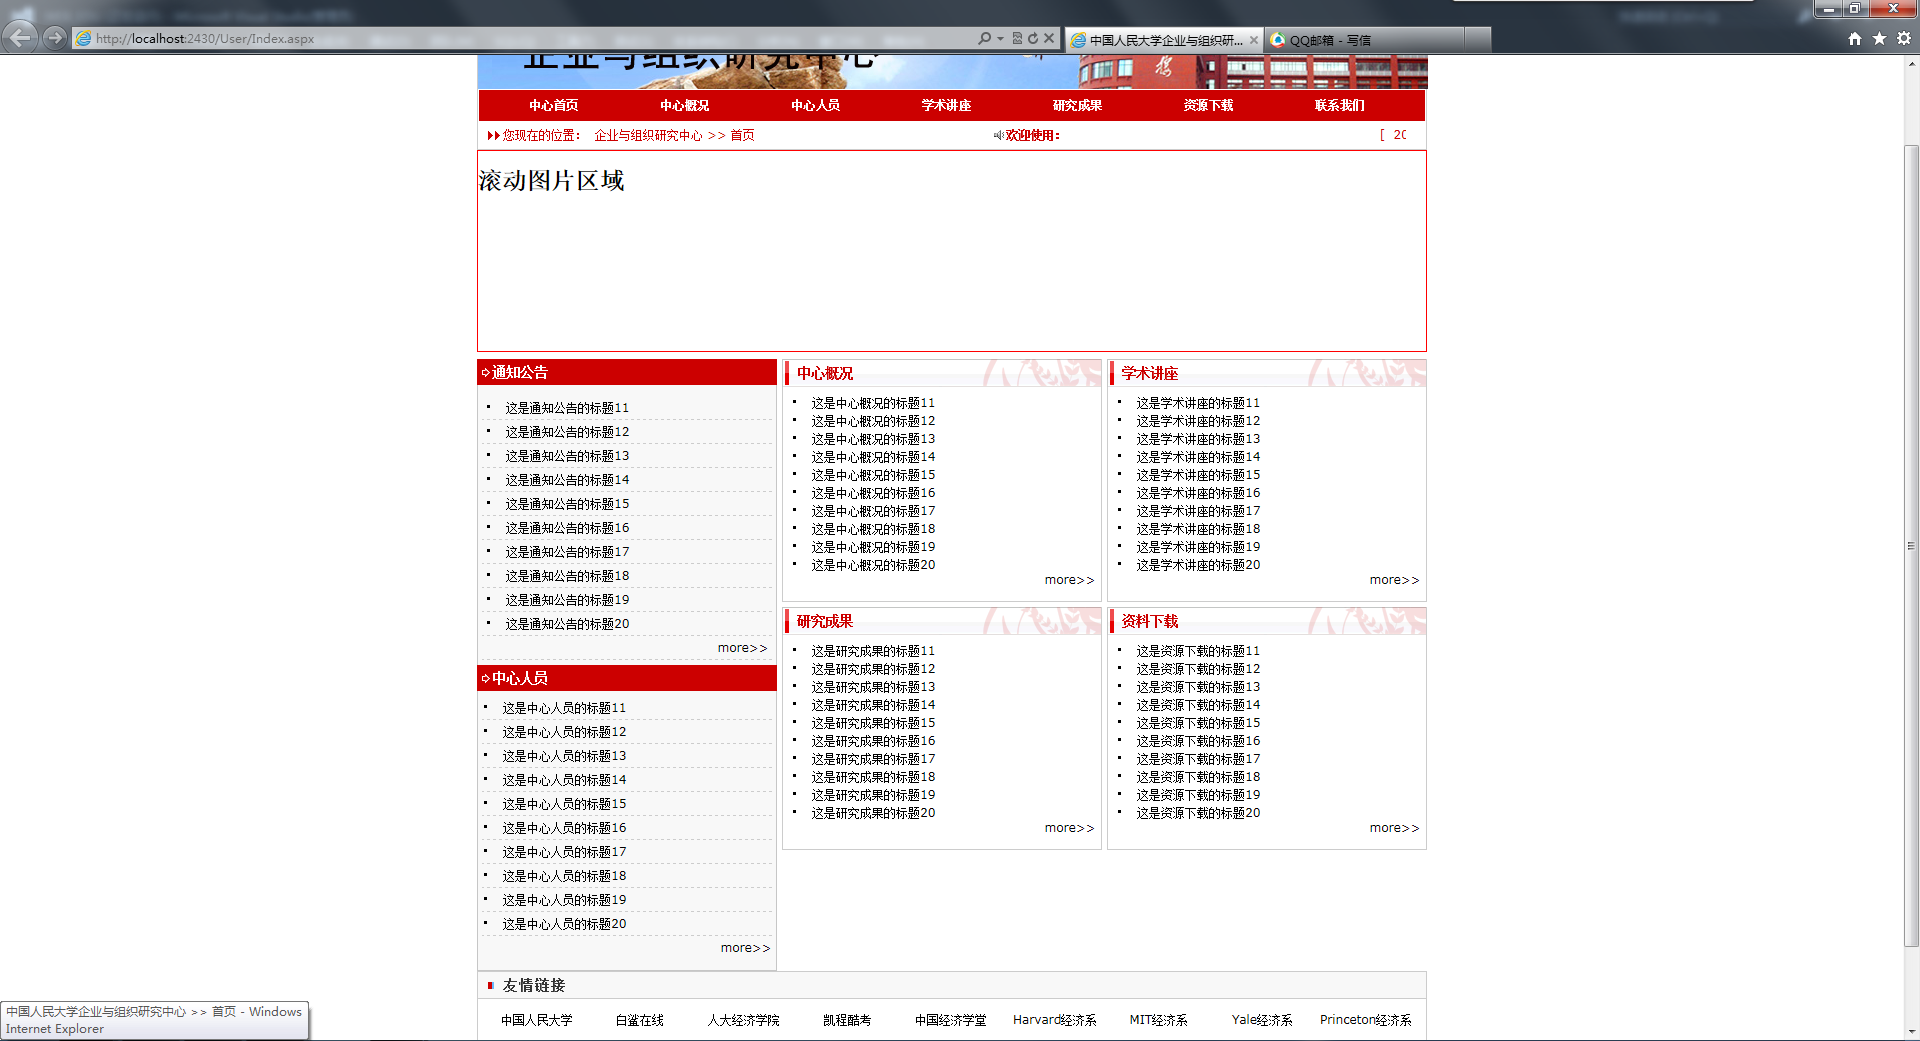 http://localhost:2430/User/Index.aspx
中国人民大学企业与组织研...
QQ邮箱 - 写信
企业与组织研究中心
中心首页 中心概况 中心人员 学术讲座 研究成果 资源下载 联系我们
您现在的位置： 企业与组织研究中心 >> 首页
欢迎使用：
[ 20
滚动图片区域
通知公告
这是通知公告的标题11
这是通知公告的标题12
这是通知公告的标题13
这是通知公告的标题14
这是通知公告的标题15
这是通知公告的标题16
这是通知公告的标题17
这是通知公告的标题18
这是通知公告的标题19
这是通知公告的标题20
more>>
中心人员
这是中心人员的标题11
这是中心人员的标题12
这是中心人员的标题13
这是中心人员的标题14
这是中心人员的标题15
这是中心人员的标题16
这是中心人员的标题17
这是中心人员的标题18
这是中心人员的标题19
这是中心人员的标题20
more>>
中心概况
这是中心概况的标题11
这是中心概况的标题12
这是中心概况的标题13
这是中心概况的标题14
这是中心概况的标题15
这是中心概况的标题16
这是中心概况的标题17
这是中心概况的标题18
这是中心概况的标题19
这是中心概况的标题20
more>>
学术讲座
这是学术讲座的标题11
这是学术讲座的标题12
这是学术讲座的标题13
这是学术讲座的标题14
这是学术讲座的标题15
这是学术讲座的标题16
这是学术讲座的标题17
这是学术讲座的标题18
这是学术讲座的标题19
这是学术讲座的标题20
more>>
研究成果
这是研究成果的标题11
这是研究成果的标题12
这是研究成果的标题13
这是研究成果的标题14
这是研究成果的标题15
这是研究成果的标题16
这是研究成果的标题17
这是研究成果的标题18
这是研究成果的标题19
这是研究成果的标题20
more>>
资料下载
这是资源下载的标题11
这是资源下载的标题12
这是资源下载的标题13
这是资源下载的标题14
这是资源下载的标题15
这是资源下载的标题16
这是资源下载的标题17
这是资源下载的标题18
这是资源下载的标题19
这是资源下载的标题20
more>>
友情链接
中国人民大学 白鲨在线 人大经济学院 凯程酷考 中国经济学堂 Harvard经济系 MIT经济系 Yale经济系 Princeton经济系
中国人民大学企业与组织研究中心 >> 首页 - Windows
Internet Explorer